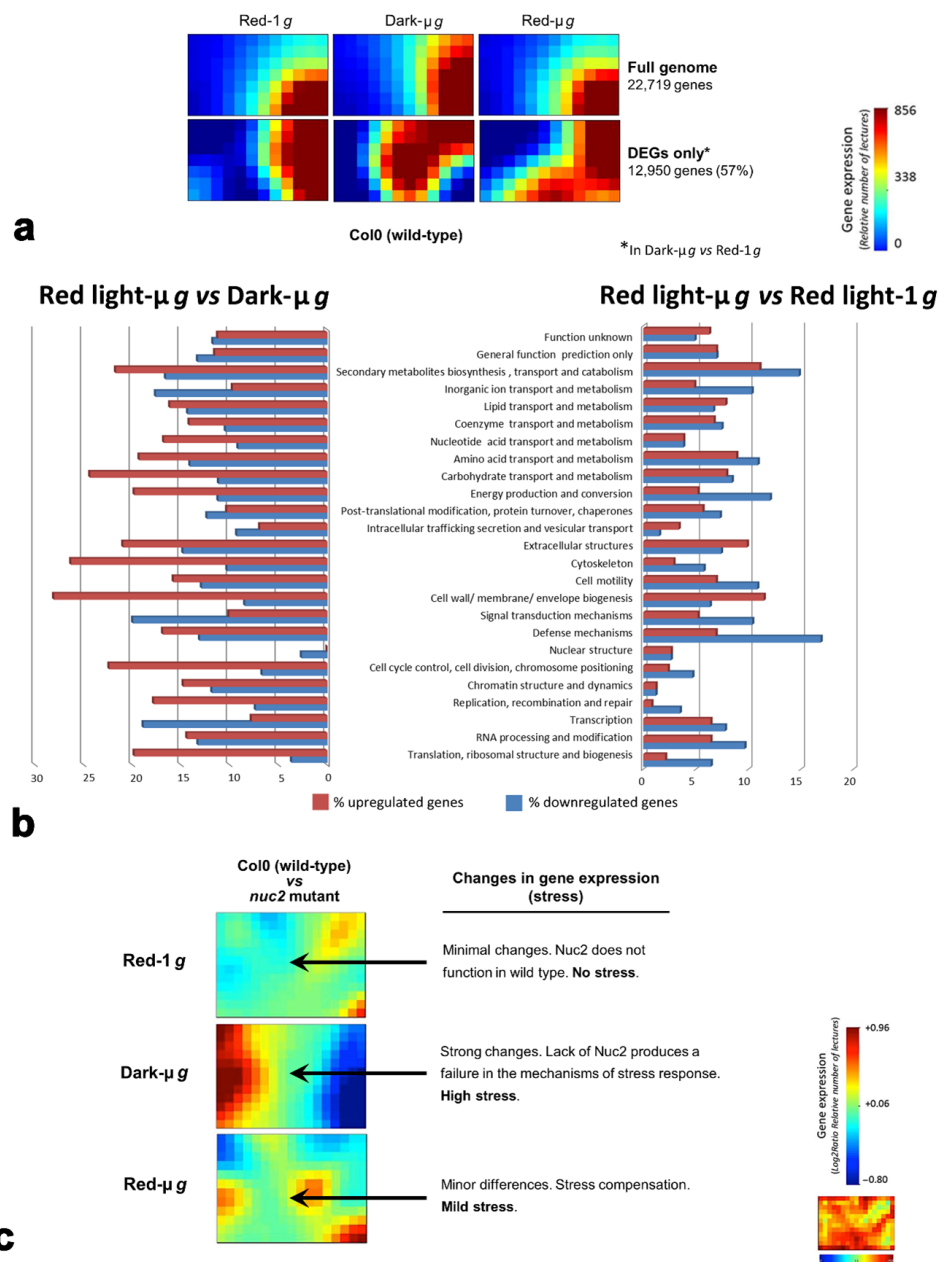 Red-1 g
Dark-µ g
Red-µ g
Full genome
22,719 genes
DEGs only*
12,950 genes (57%)
Gene expression
(Relative number of lectures)
856
338
0
a
Col0 (wild-type)
*In Dark-µg vs Red-1 g
Red light-µ g vs Dark-µ g
Red light-µ g vs Red light-1 g
Function unknown
General function prediction only
Secondary metabolites biosynthesis , transport and catabolism
Inorganic ion transport and metabolism
Lipid transport and metabolism
Coenzyme transport and metabolism
Nucleotide acid transport and metabolism
Amino acid transport and metabolism
Carbohydrate transport and metabolism
Energy production and conversion
Post-translational modification, protein turnover, chaperones
Intracellular trafficking secretion and vesicular transport
Extracellular structures
Cytoskeleton
Cell motility
Cell wall/ membrane/ envelope biogenesis
Signal transduction mechanisms
Defense mechanisms
Nuclear structure
Cell cycle control, cell division, chromosome positioning
Chromatin structure and dynamics
Replication, recombination and repair
Transcription
RNA processing and modification
Translation, ribosomal structure and biogenesis
30 25 20 15 10 5 0
0 5 10 15 20
% upregulated genes
% downregulated genes
b
Col0 (wild-type)
vs
nuc2 mutant
Changes in gene expression
(stress)
Red-1 g
Minimal changes. Nuc2 does not
function in wild type. No stress.
Dark-µ g
Strong changes. Lack of Nuc2 produces a
failure in the mechanisms of stress response.
High stress.
Red-µ g
Minor differences. Stress compensation.
Mild stress.
Gene expression
(Log2Ratio Relative number of lectures)
+0.96
+0.06
−0.80
c